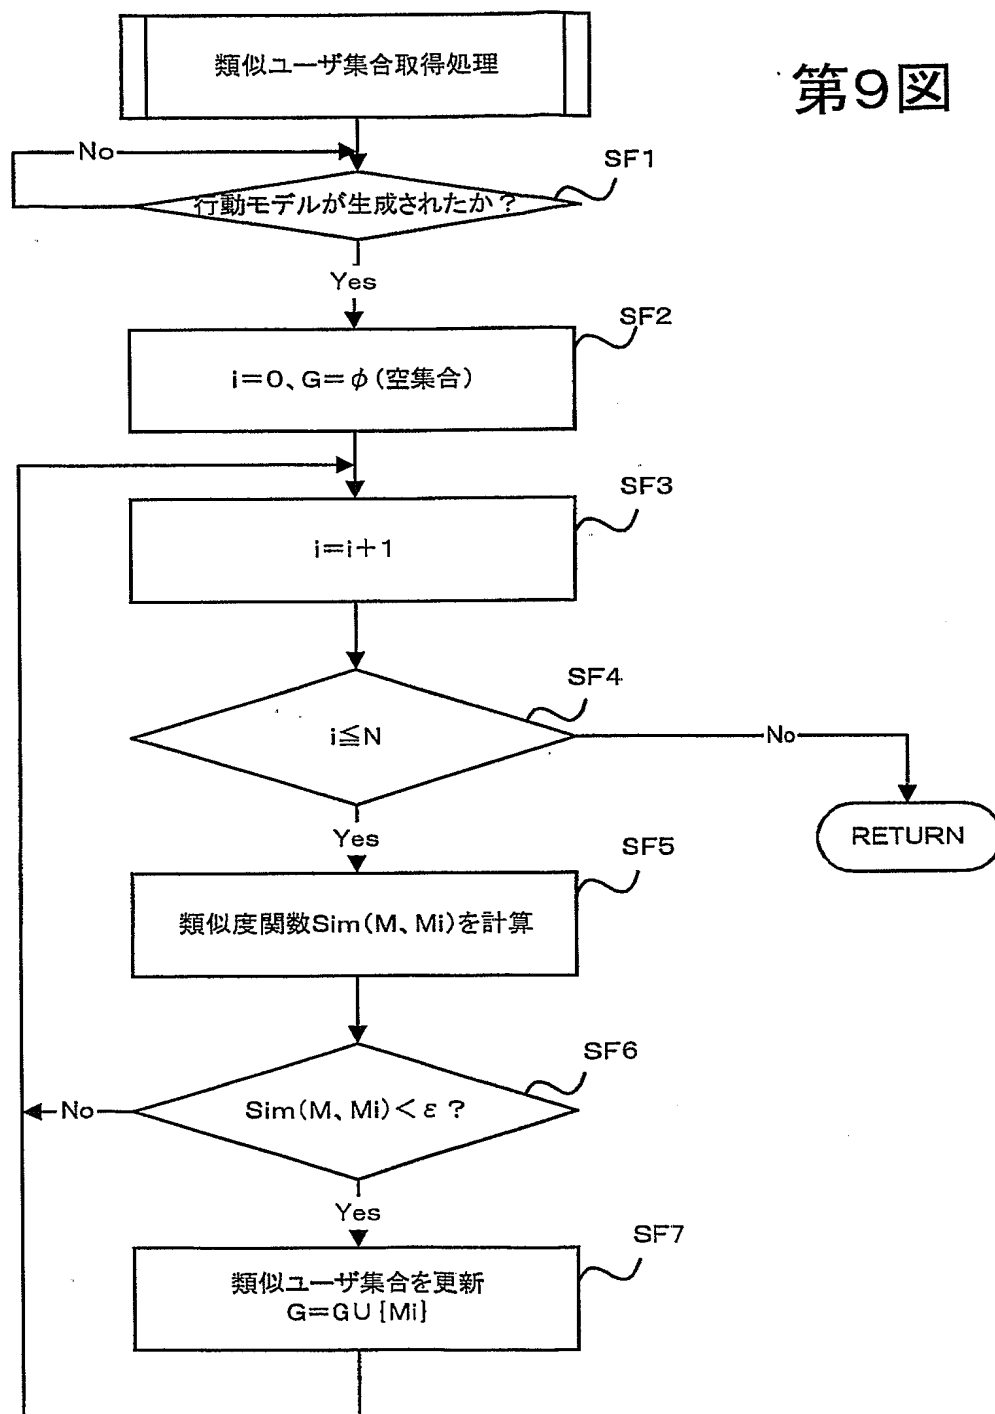 類似ユーザ集合取得処理
第9図
No
SF1
行動モデルが生成されたか？
Yes
SF2
i=0、G=φ(空集合)
SF3
i=i+1
SF4
i≦N
No
Yes
RETURN
SF5
類似度関数Sim(M、Mi)を計算
SF6
Sim(M、Mi)<ε？
No
Yes
SF7
類似ユーザ集合を更新
G=G∪{Mi}